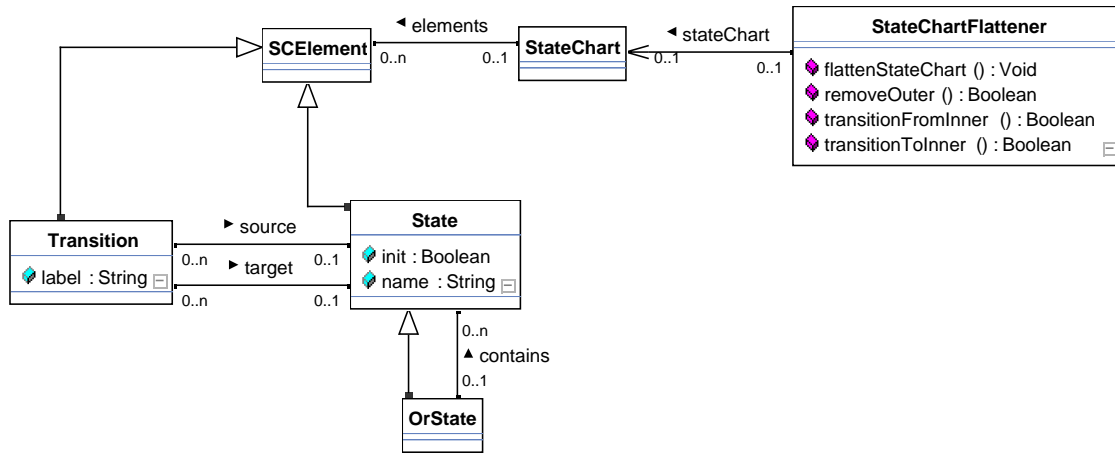 StateChartFlattener
flattenStateChart () : Void
removeOuter () : Boolean
transitionFromInner () : Boolean
transitionToInner () : Boolean
◄ stateChart
0..1
0..1
StateChart
◄ elements
0..n
0..1
SCElement
Transition
label : String
► source
0..n
0..1
► target
0..n
0..1
State
init : Boolean
name : String
0..n
▲ contains
0..1
OrState